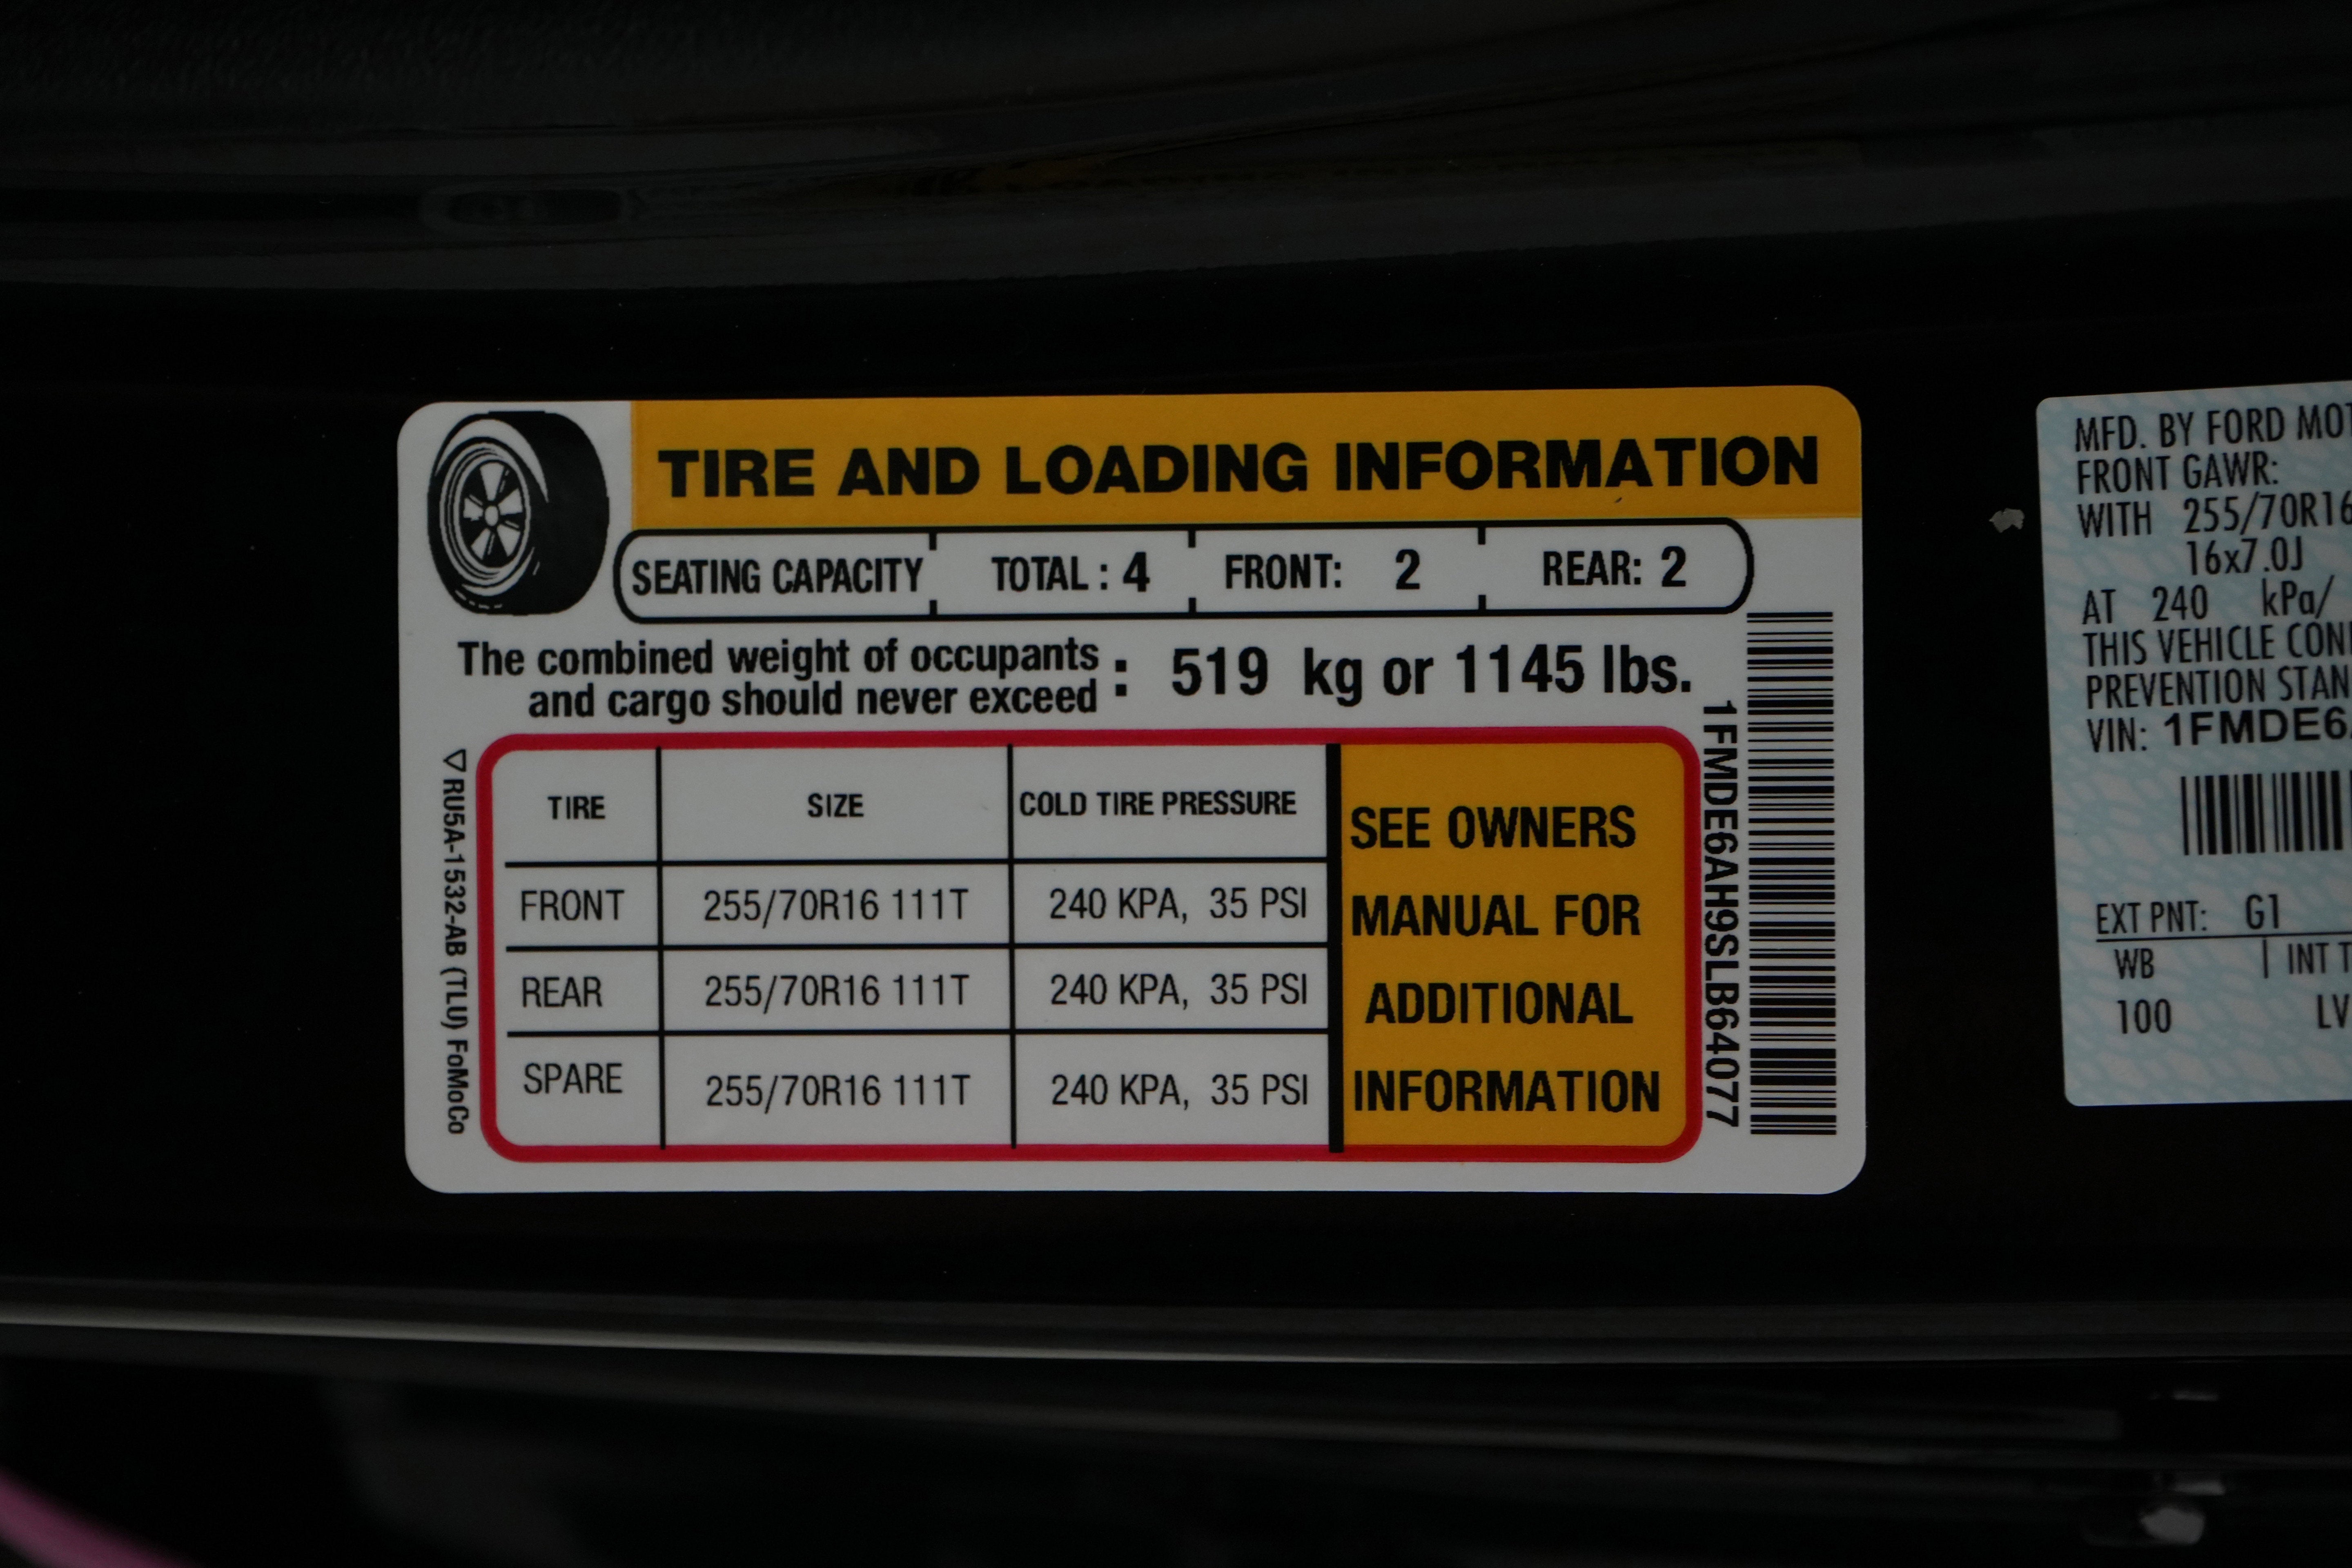 TIRE AND LOADING INFORMATION
SEATING CAPACITY TOTAL : 4 FRONT: 2 REAR: 2
The combined weight of occupants
and cargo should never exceed : 519 kg or 1145 lbs.
TIRE SIZE COLD TIRE PRESSURE
FRONT 255/70R16 111T 240 KPA, 35 PSI
REAR 255/70R16 111T 240 KPA, 35 PSI
SPARE 255/70R16 111T 240 KPA, 35 PSI
SEE OWNERS
MANUAL FOR
ADDITIONAL
INFORMATION
1FMDE6AH9SLB64077
▽RU5A-1532-AB (TLU) FoMoCo
MFD. BY FORD MOT
FRONT GAWR:
WITH 255/70R16
16x7.0J
AT 240 kPa/
THIS VEHICLE CON
PREVENTION STAN
VIN: 1FMDE6
EXT PNT: G1
WB | INT T
100 LV